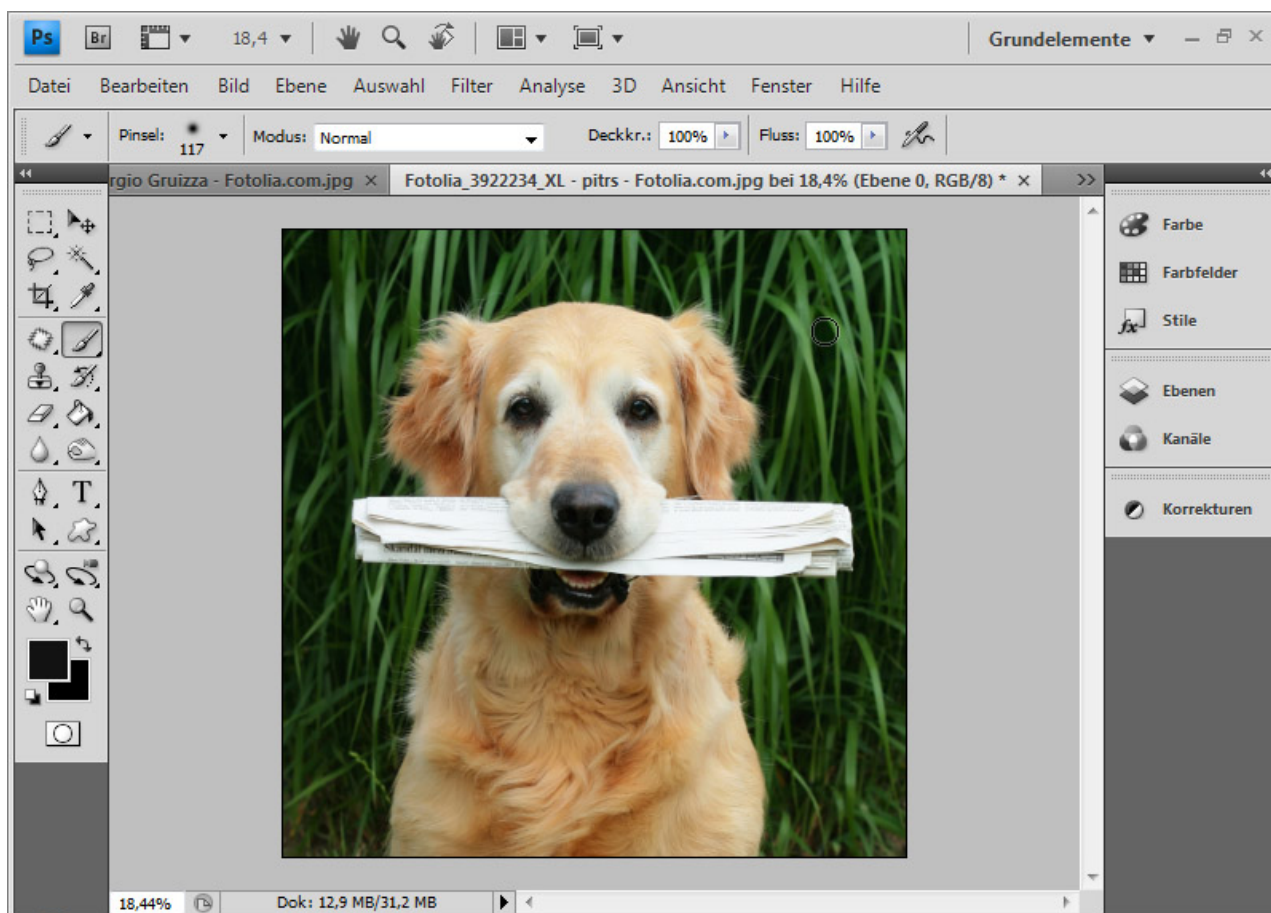 Ps Br 18,4 Grundelemente
Datei Bearbeiten Bild Ebene Auswahl Filter Analyse 3D Ansicht Fenster Hilfe
Pinsel: 117 Modus: Normal Deckkr.: 100% Fluss: 100%
rgio Gruizza - Fotolia.com.jpg × Fotolia_3922234_XL - pitrs - Fotolia.com.jpg bei 18,4% (Ebene 0, RGB/8) * ×
Farbe
Farbfelder
fx Stile
Ebenen
Kanäle
T
Korrekturen
Skandal
18,44% Dok: 12,9 MB/31,2 MB